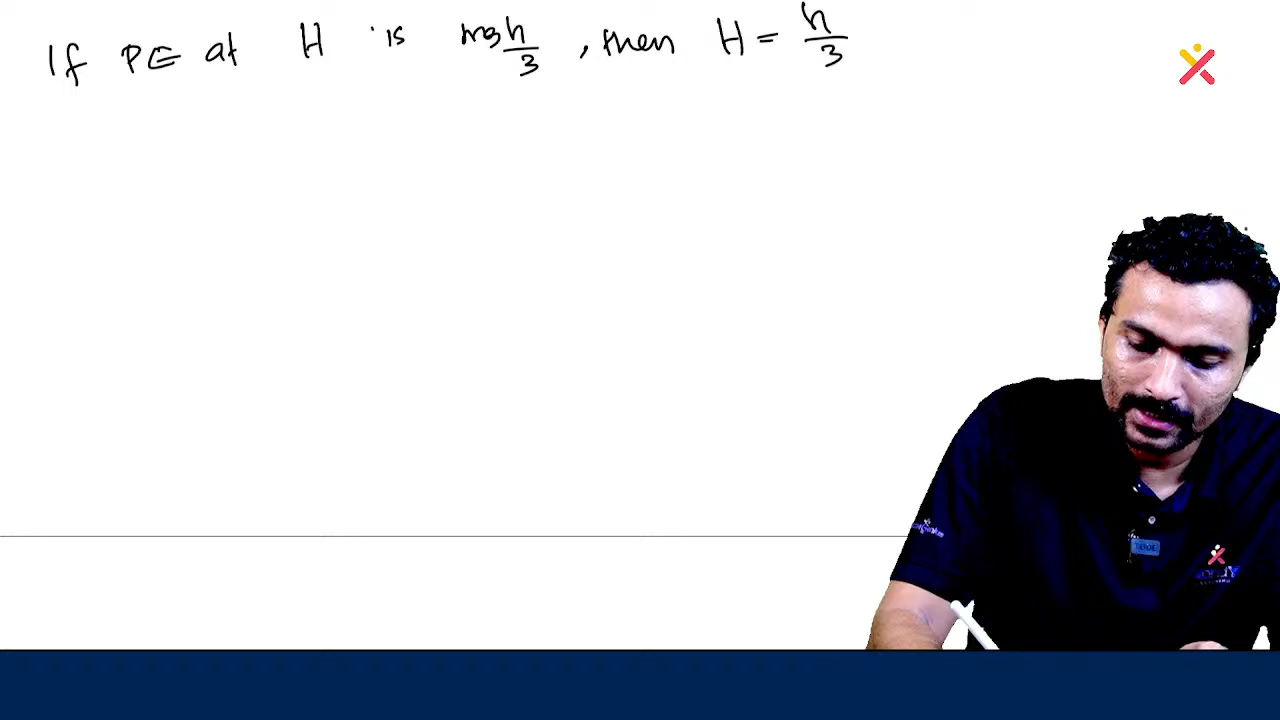 If PE at H is mgh/3, then H = h/3